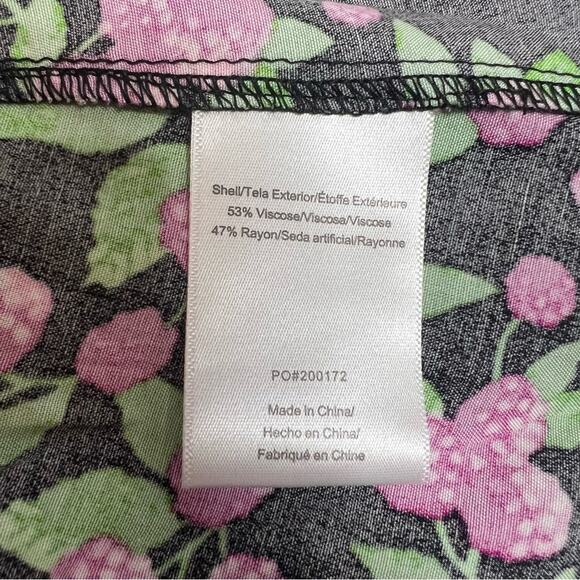 Shell/Tela Exterior/Étoffe Extérieure
53% Viscose/Viscosa/Viscose
47% Rayon/Seda artificial/Rayonne
PO#200172
Made in China/
Hecho en China/
Fabriqué en Chine